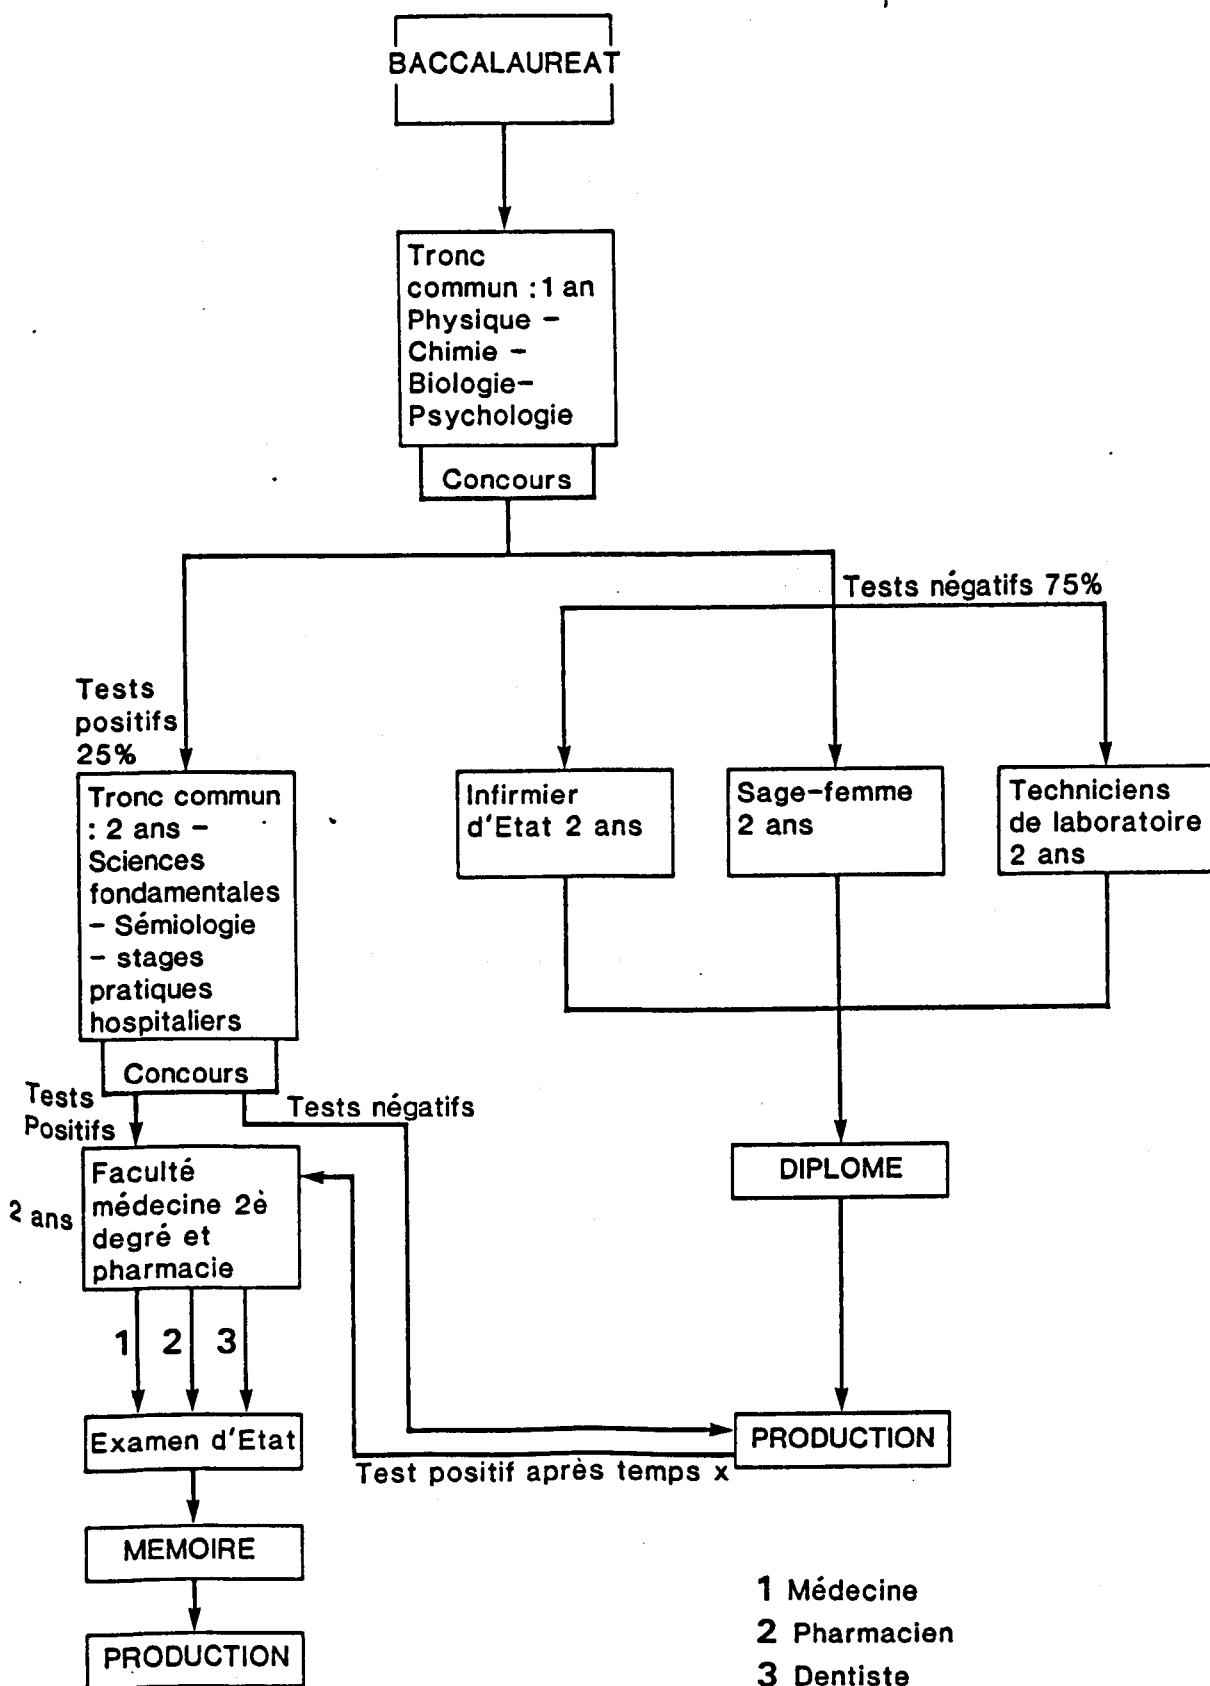 BACCALAUREAT
Tronc
commun : 1 an
Physique –
Chimie –
Biologie–
Psychologie
Concours
Tests négatifs 75%
Tests
positifs
25%
Tronc commun
: 2 ans –
Sciences
fondamentales
– Sémiologie
– stages
pratiques
hospitaliers
Infirmier
d'Etat 2 ans
Sage–femme
2 ans
Techniciens
de laboratoire
2 ans
Concours
Tests
Positifs
Tests négatifs
Faculté
médecine 2è
degré et
pharmacie
2 ans
DIPLOME
1 2 3
Examen d'Etat
PRODUCTION
Test positif après temps x
MEMOIRE
PRODUCTION
1 Médecine
2 Pharmacien
3 Dentiste